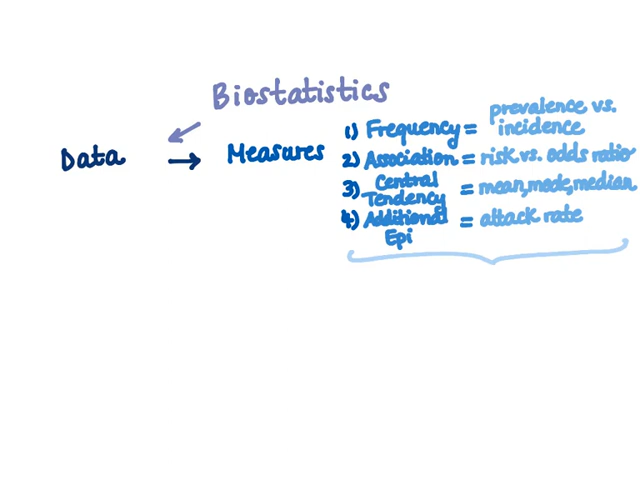 Biostatistics
Data → Measures
1) Frequency = prevalence vs. incidence
2) Association = risk vs. odds ratio
3) Central Tendency = mean, mode, median
4) Additional Epi = attack rate